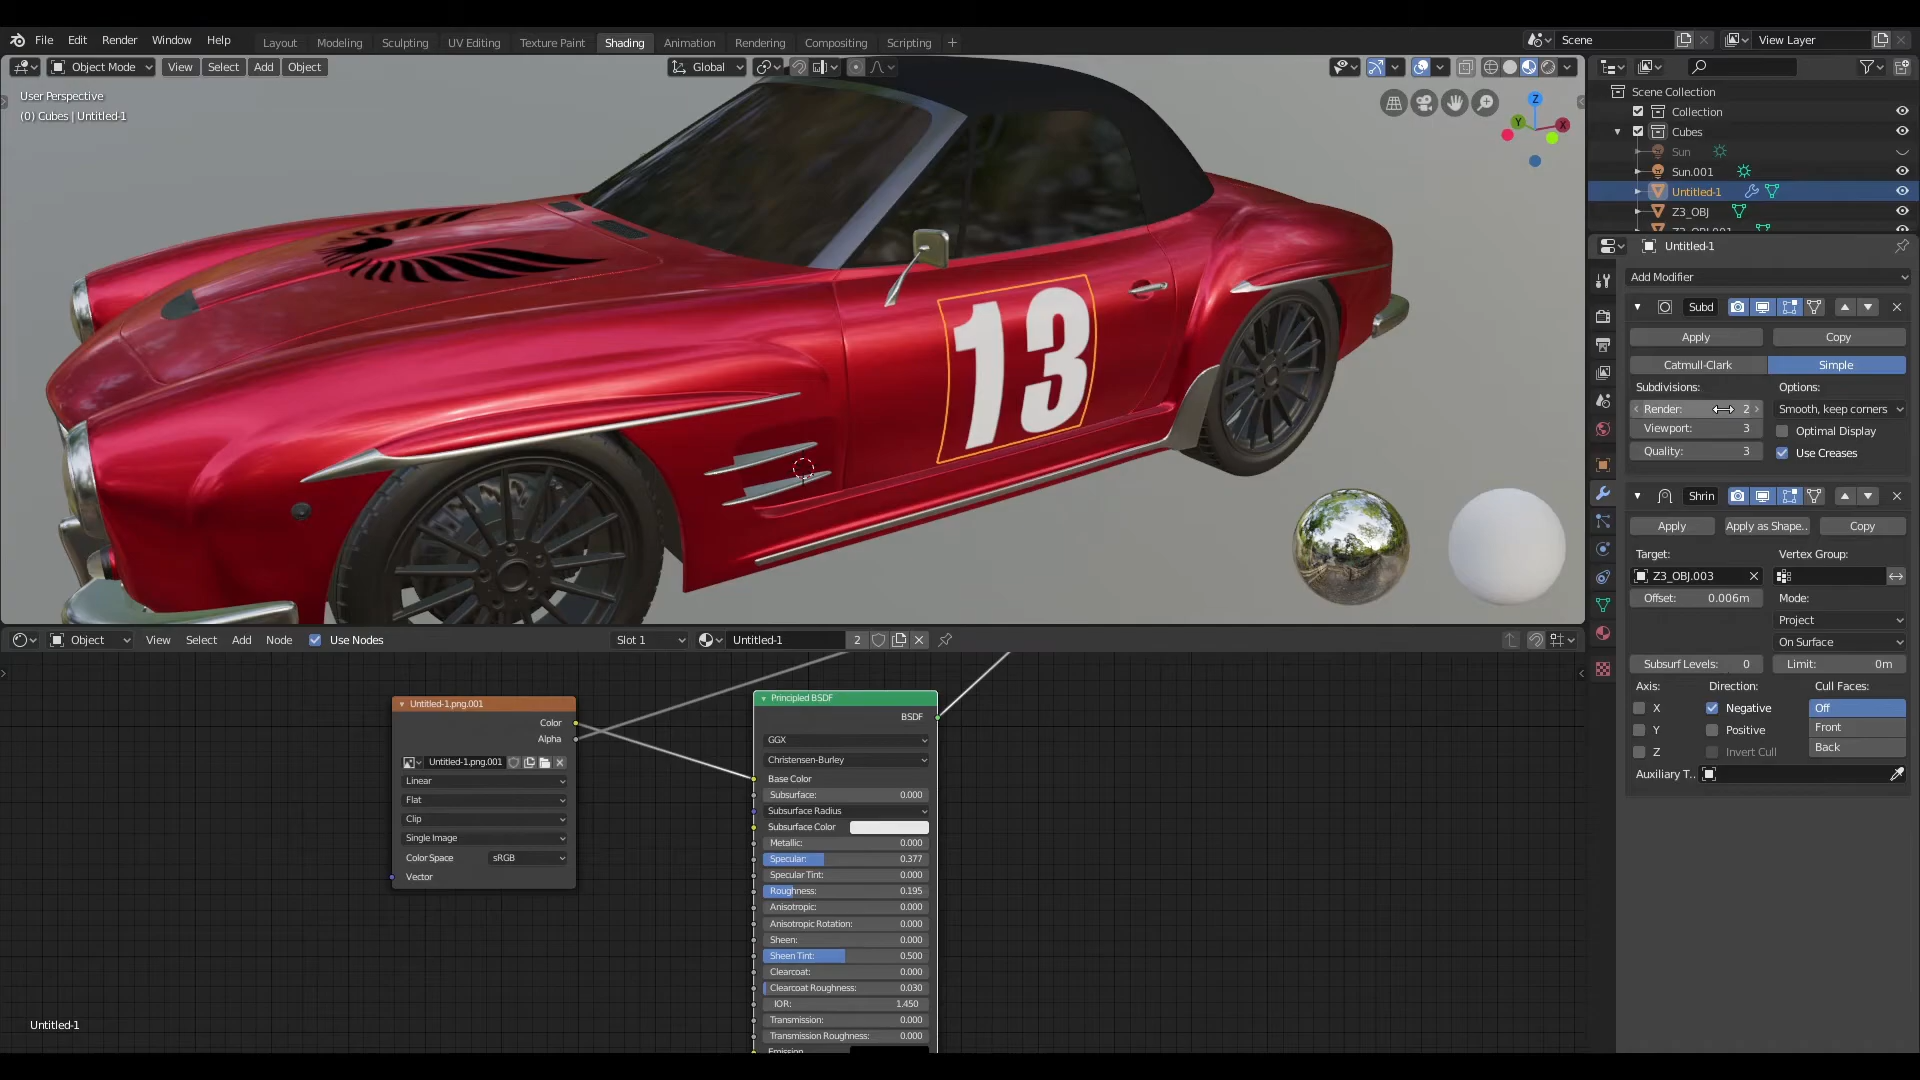 File Edit Render Window Help
Layout Modeling Sculpting UV Editing Texture Paint Shading Animation Rendering Compositing Scripting +
Scene
View Layer
Object Mode View Select Add Object
Global
User Perspective
(0) Cubes | Untitled-1
Z
Y
X
13
Scene Collection
Collection
Cubes
Sun
Sun.001
Untitled-1
Z3_OBJ
Untitled-1
Add Modifier
Subd
Apply Copy
Catmull-Clark Simple
Subdivisions: Options:
Render: 2 Smooth, keep corners
Viewport: 3 Optimal Display
Quality: 3 Use Creases
Shrin
Apply Apply as Shape.. Copy
Target: Vertex Group:
Z3_OBJ.003
Offset: 0.006m Mode:
Project
On Surface
Subsurf Levels: 0 Limit: 0m
Axis: Direction: Cull Faces:
X Negative Off
Y Positive Front
Z Invert Cull Back
Auxiliary T..
Object View Select Add Node Use Nodes
Slot 1
Untitled-1 2
Untitled-1.png.001
Color
Alpha
Untitled-1.png.001
Linear
Flat
Clip
Single Image
Color Space sRGB
Vector
Principled BSDF
BSDF
GGX
Christensen-Burley
Base Color
Subsurface: 0.000
Subsurface Radius
Subsurface Color
Metallic: 0.000
Specular: 0.377
Specular Tint: 0.000
Roughness: 0.195
Anisotropic: 0.000
Anisotropic Rotation: 0.000
Sheen: 0.000
Sheen Tint: 0.500
Clearcoat: 0.000
Clearcoat Roughness: 0.030
IOR: 1.450
Transmission: 0.000
Transmission Roughness: 0.000
Untitled-1